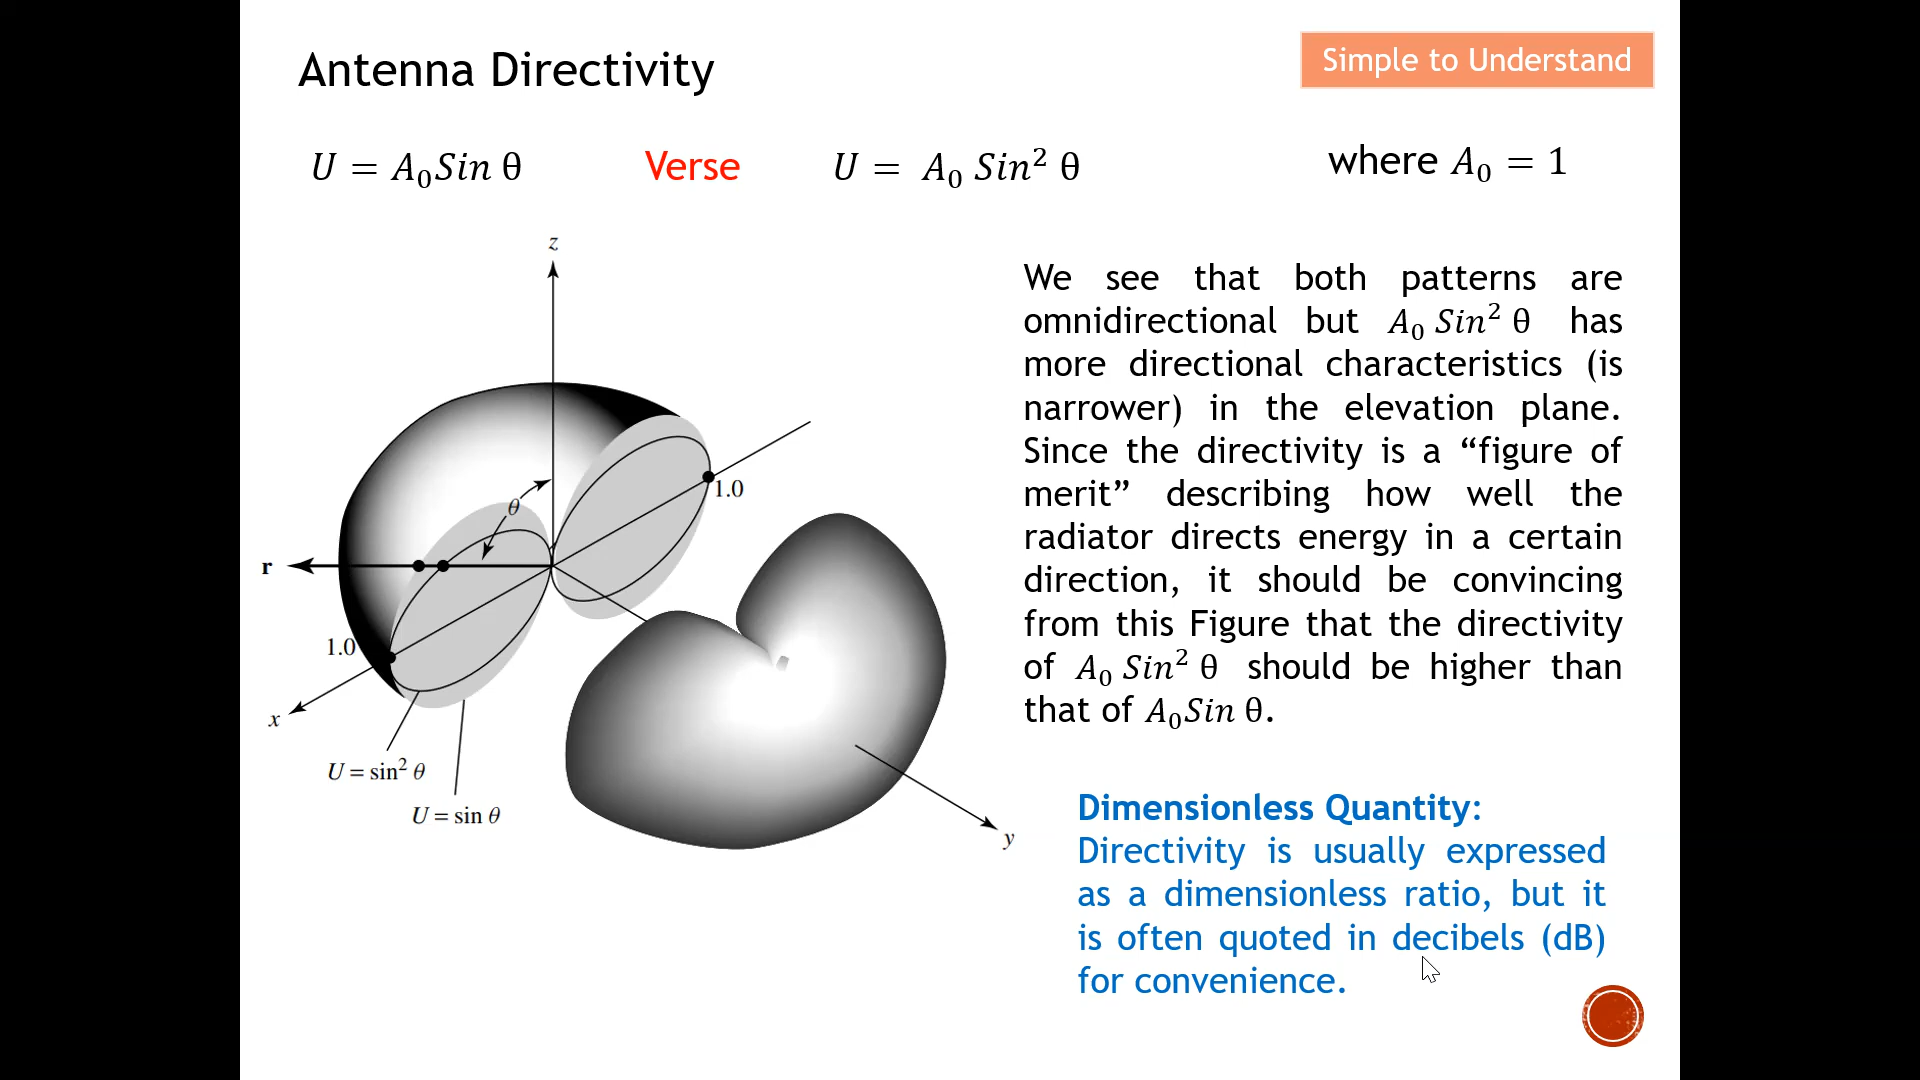 Antenna Directivity
Simple to Understand
U = A₀Sin θ Verse U = A₀ Sin² θ where A₀ = 1
We see that both patterns are
omnidirectional but A₀ Sin² θ has
more directional characteristics (is
narrower) in the elevation plane.
Since the directivity is a “figure of
merit” describing how well the
radiator directs energy in a certain
direction, it should be convincing
from this Figure that the directivity
of A₀ Sin² θ should be higher than
that of A₀Sin θ.
z
θ
1.0
r
1.0
x
U = sin² θ
U = sin θ
y
Dimensionless Quantity:
Directivity is usually expressed
as a dimensionless ratio, but it
is often quoted in decibels (dB)
for convenience.